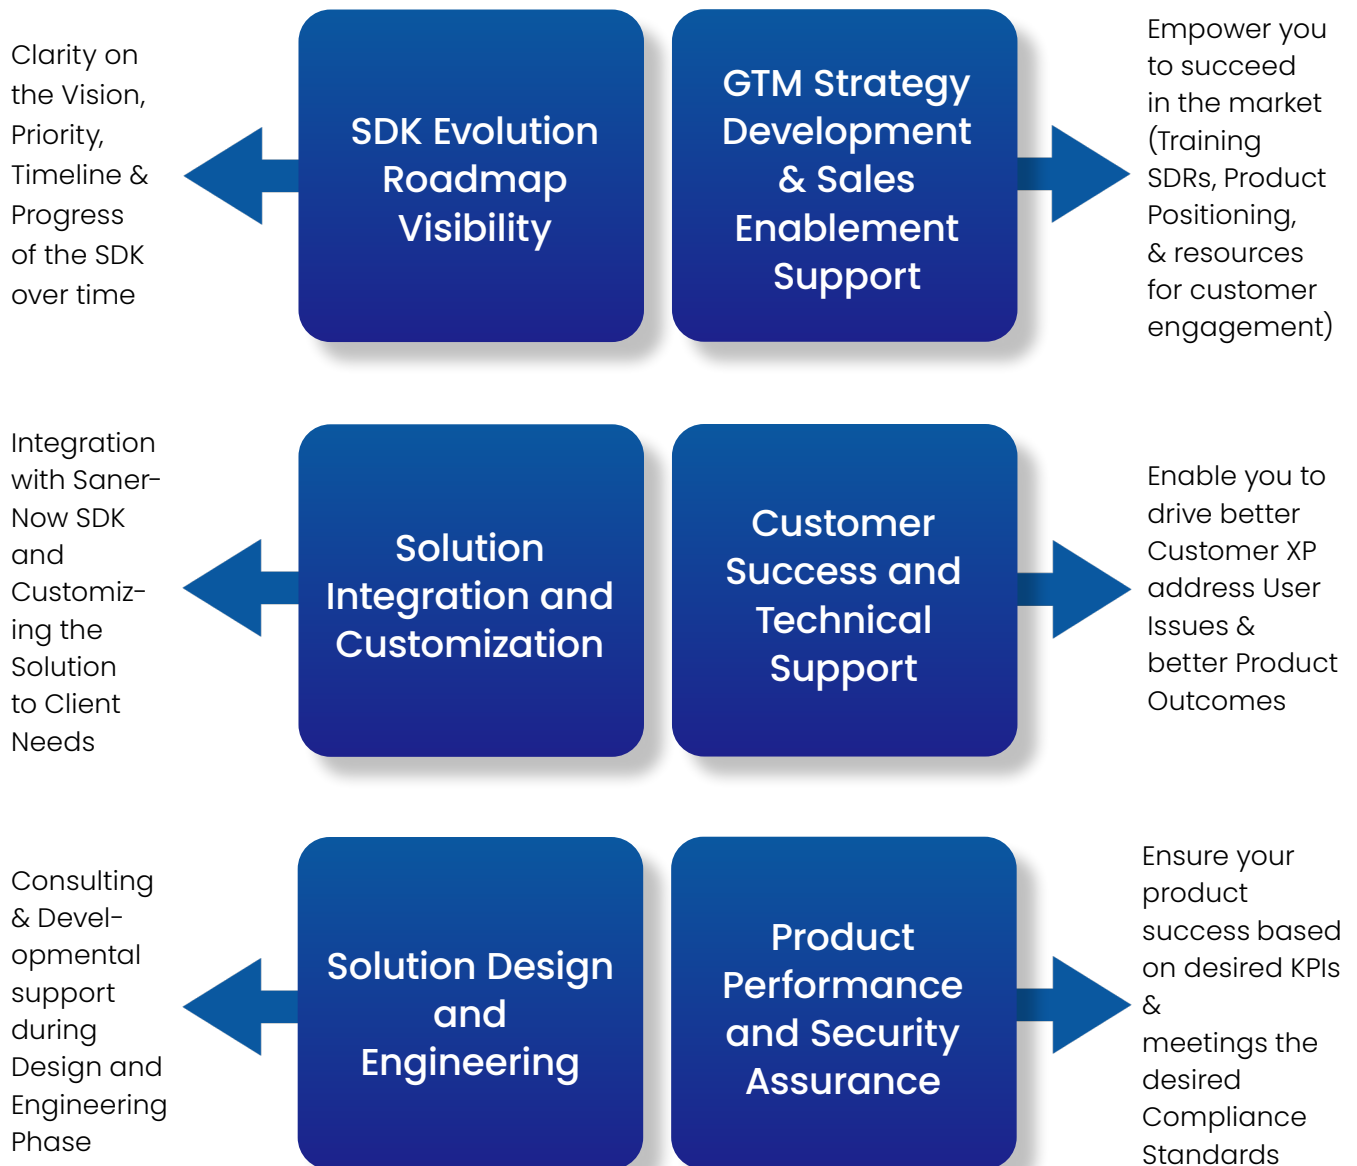 Clarity on
the Vision,
Priority,
Timeline &
Progress
of the SDK
over time
SDK Evolution
Roadmap
Visibility
GTM Strategy
Development
& Sales
Enablement
Support
Empower you
to succeed
in the market
(Training
SDRs, Product
Positioning,
& resources
for customer
engagement)
Integration
with Saner-
Now SDK
and
Customiz-
ing the
Solution
to Client
Needs
Solution
Integration and
Customization
Customer
Success and
Technical
Support
Enable you to
drive better
Customer XP
address User
Issues &
better Product
Outcomes
Consulting
& Devel-
opmental
support
during
Design and
Engineering
Phase
Solution Design
and
Engineering
Product
Performance
and Security
Assurance
Ensure your
product
success based
on desired KPIs
&
meetings the
desired
Compliance
Standards